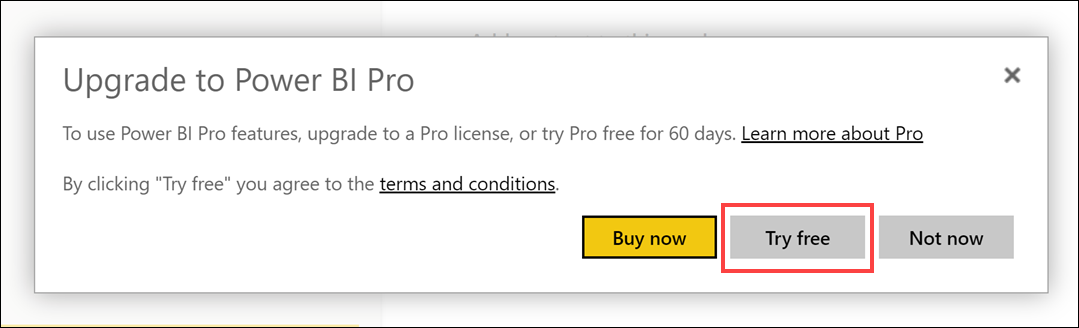 Upgrade to Power BI Pro
To use Power BI Pro features, upgrade to a Pro license, or try Pro free for 60 days. Learn more about Pro
By clicking "Try free" you agree to the terms and conditions.
Buy now
Try free
Not now